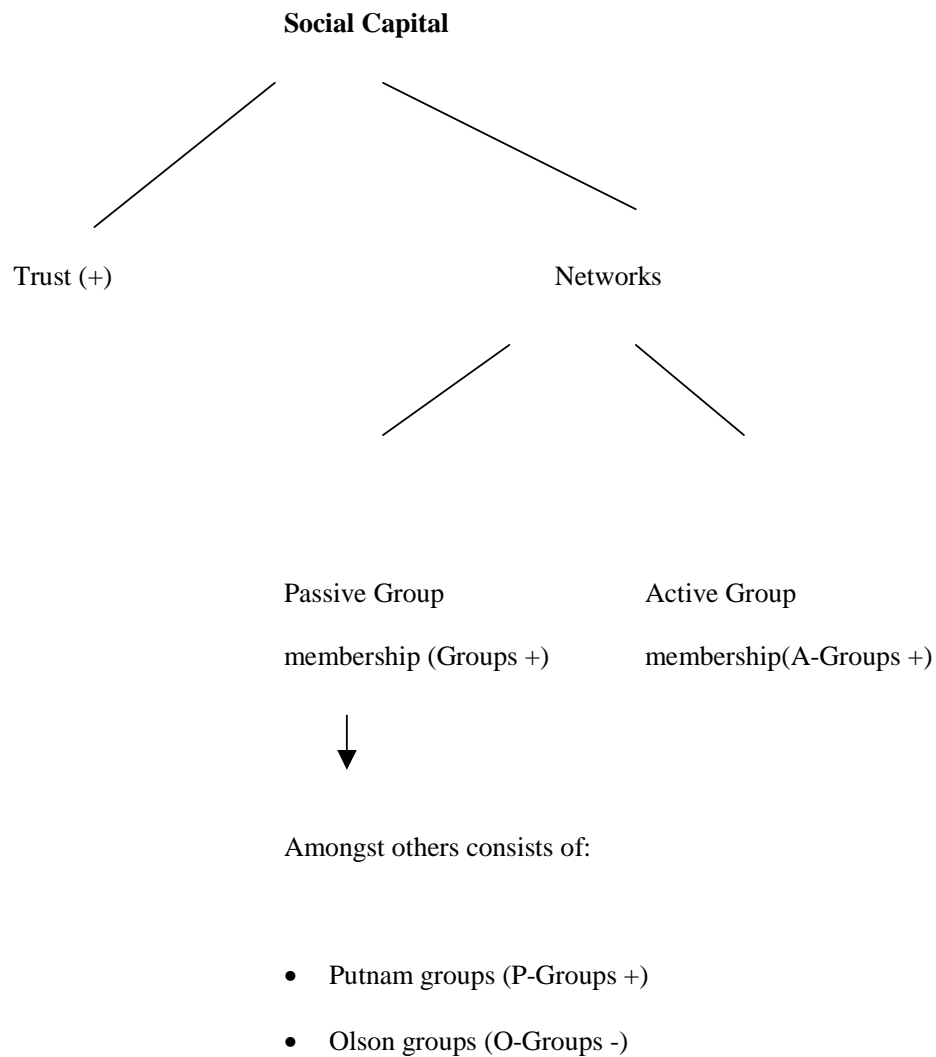 Social Capital
Trust (+)
Networks
Passive Group
membership (Groups +)
Active Group
membership(A-Groups +)
Amongst others consists of:
• Putnam groups (P-Groups +)
• Olson groups (O-Groups -)